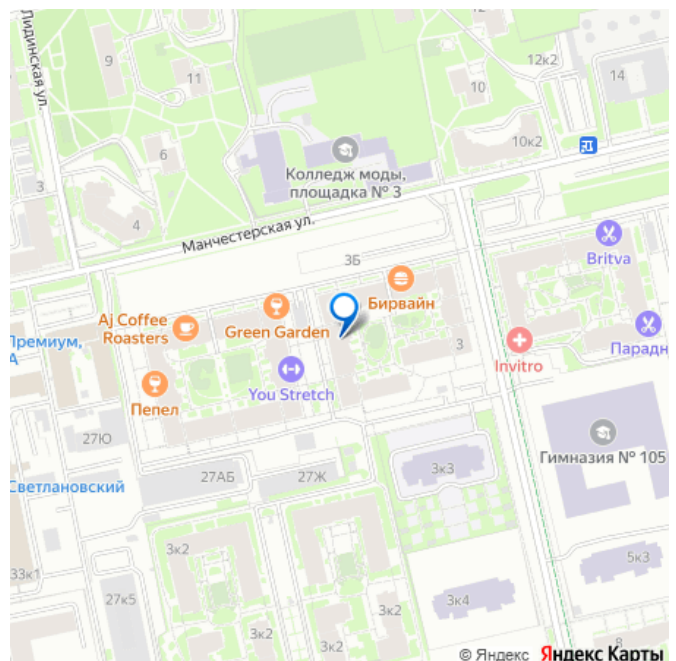 Лидинская ул.
9
11
10
12к2
14
10к2
6
Колледж моды,
площадка № 3
3
4
Манчестерская ул.
3Б
Britva
Бирвайн
Aj Coffee
Roasters
Green Garden
Премиум,
А
3
Invitro
Парадн
You Stretch
Пепел
27Ю
Гимназия № 105
27АБ
27Ж
3к3
Светлановский
3к2
5к3
33к1
27к5
3к4
3к2
3к2
8
© Яндекс Яндекс Карты